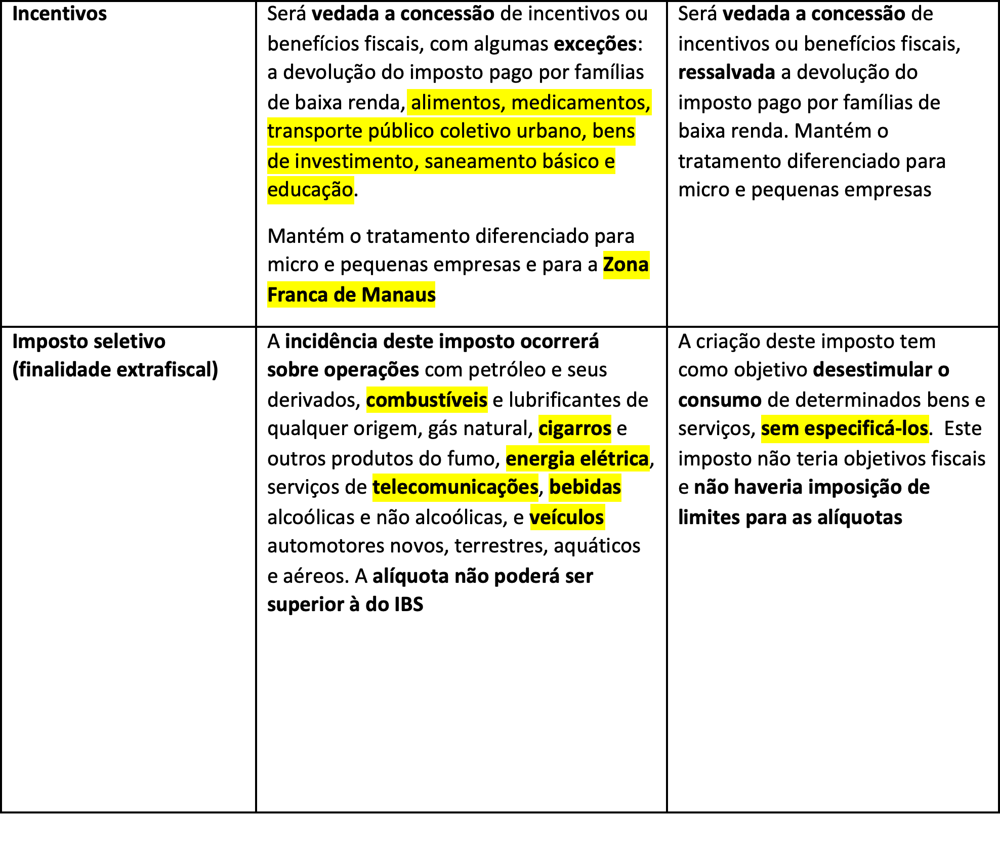 Incentivos
Será vedada a concessão de incentivos ou
benefícios fiscais, com algumas exceções:
a devolução do imposto pago por famílias
de baixa renda, alimentos, medicamentos,
transporte público coletivo urbano, bens
de investimento, saneamento básico e
educação.
Mantém o tratamento diferenciado para
micro e pequenas empresas e para a Zona
Franca de Manaus
Será vedada a concessão de
incentivos ou benefícios fiscais,
ressalvada a devolução do
imposto pago por famílias de
baixa renda. Mantém o
tratamento diferenciado para
micro e pequenas empresas
Imposto seletivo
(finalidade extrafiscal)
A incidência deste imposto ocorrerá
sobre operações com petróleo e seus
derivados, combustíveis e lubrificantes de
qualquer origem, gás natural, cigarros e
outros produtos do fumo, energia elétrica,
serviços de telecomunicações, bebidas
alcoólicas e não alcoólicas, e veículos
automotores novos, terrestres, aquáticos
e aéreos. A alíquota não poderá ser
superior à do IBS
A criação deste imposto tem
como objetivo desestimular o
consumo de determinados bens e
serviços, sem especificá-los.  Este
imposto não teria objetivos fiscais
e não haveria imposição de
limites para as alíquotas